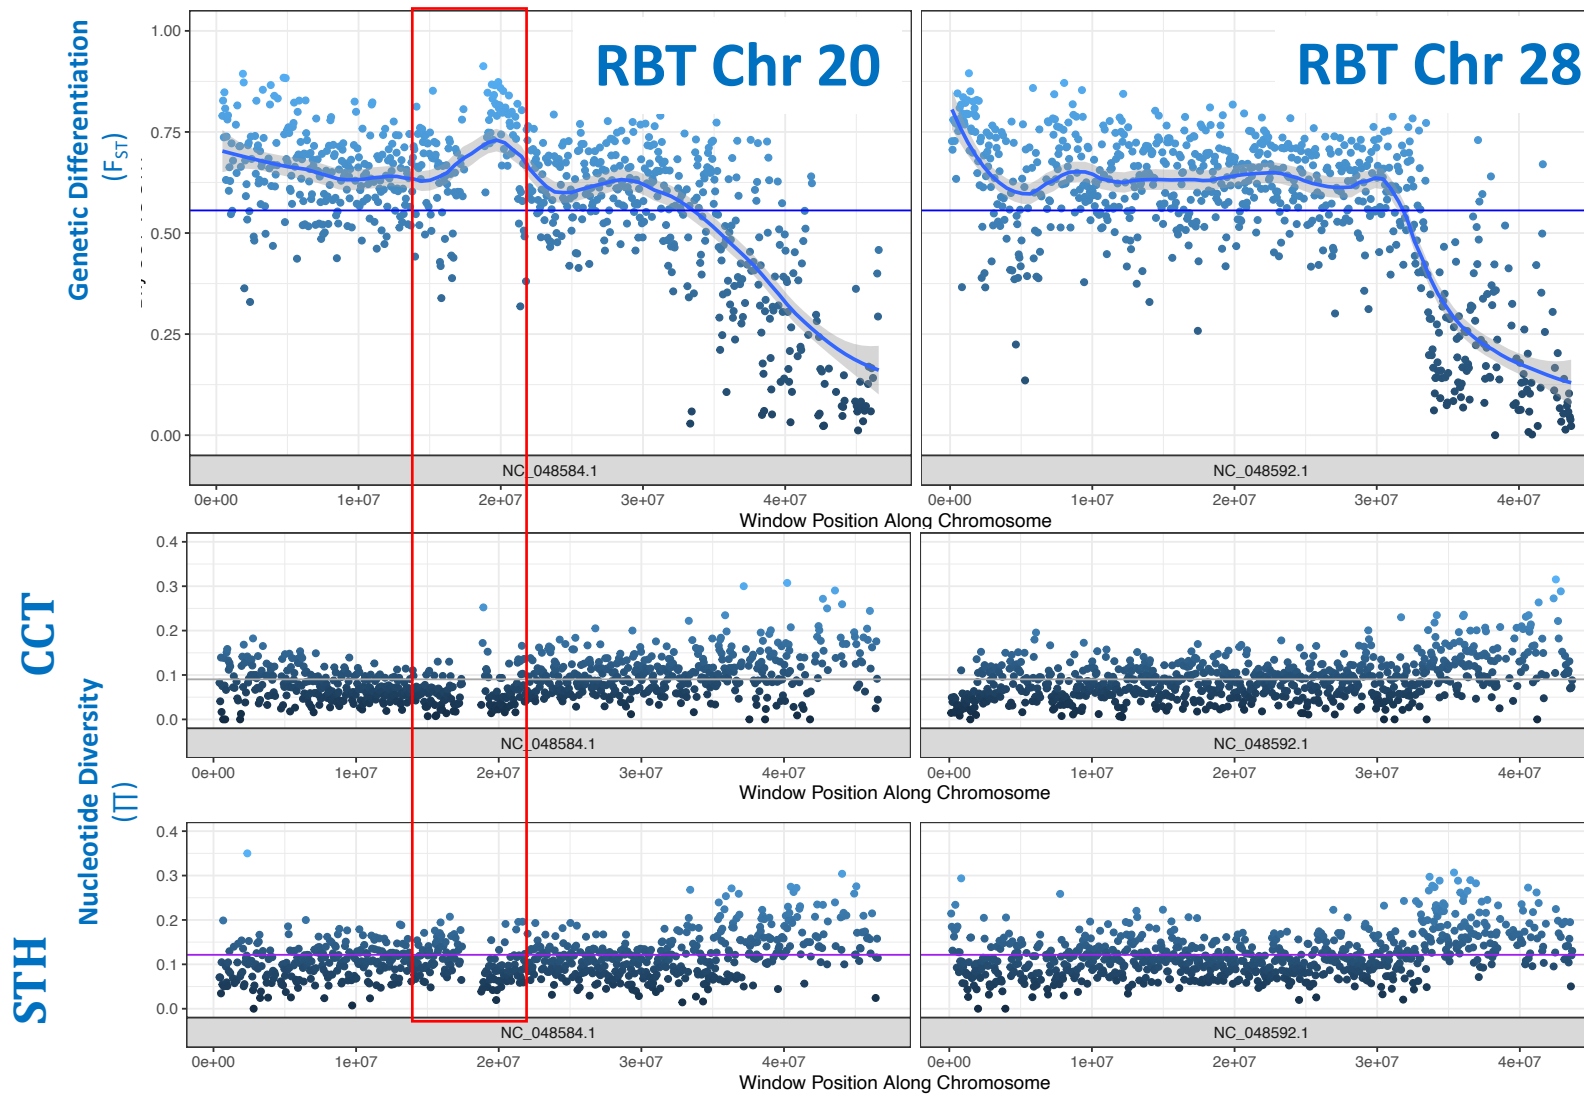 Genetic Differentiation
(F_ST)
RBT Chr 20
RBT Chr 28
1.00
0.75
0.50
0.25
0.00
NC_048584.1
NC_048592.1
0e+00
1e+07
2e+07
3e+07
4e+07
0e+00
1e+07
2e+07
3e+07
4e+07
Window Position Along Chromosome
CCT
Nucleotide Diversity
(∏)
0.4
0.3
0.2
0.1
0.0
NC_048584.1
NC_048592.1
0e+00
1e+07
2e+07
3e+07
4e+07
0e+00
1e+07
2e+07
3e+07
4e+07
Window Position Along Chromosome
STH
0.4
0.3
0.2
0.1
0.0
NC_048584.1
NC_048592.1
0e+00
1e+07
2e+07
3e+07
4e+07
0e+00
1e+07
2e+07
3e+07
4e+07
Window Position Along Chromosome